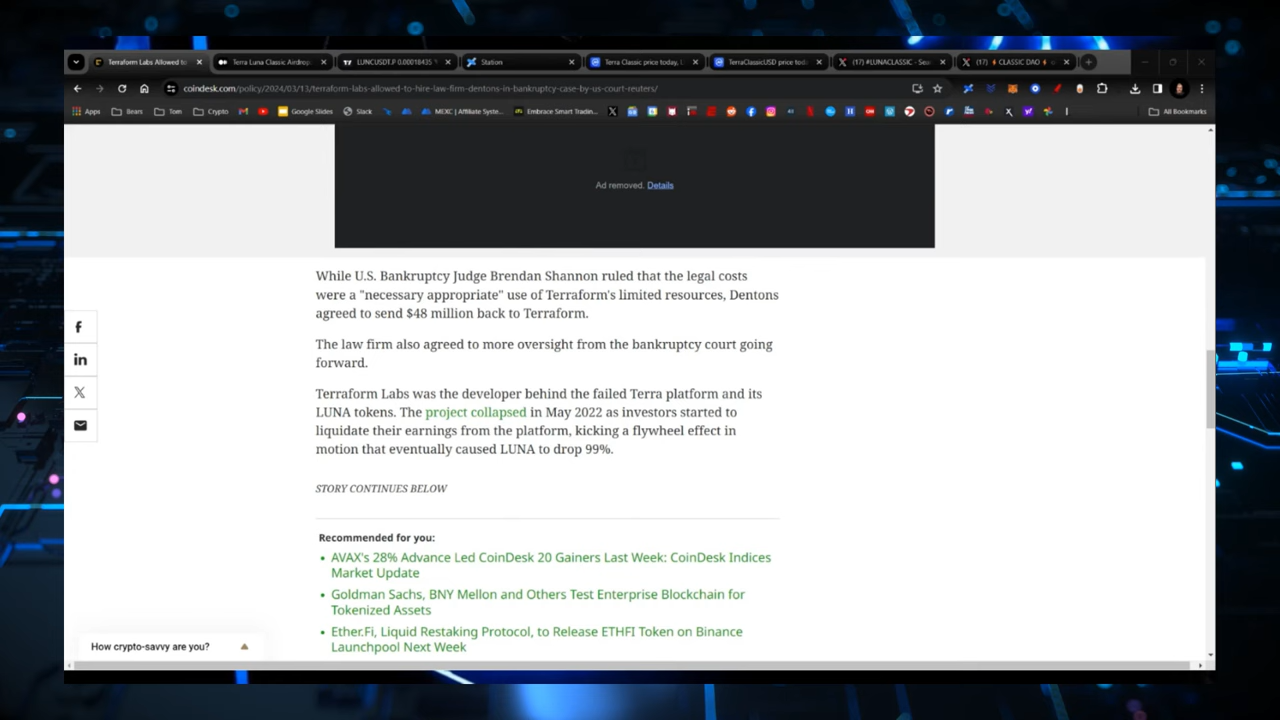 Terraform Labs Allowed to
Terra Luna Classic Airdrop
LUNCUSDT.P 0.00018435
Station
Terra Classic price today, L
TerraClassicUSD price tod
(17) #LUNACLASSIC - Sea
(17) ⚡ CLASSIC DAO ⚡ o
coindesk.com/policy/2024/03/13/terraform-labs-allowed-to-hire-law-firm-dentons-in-bankruptcy-case-by-us-court-reuters/
Apps
Bears
Tom
Crypto
Google Slides
Slack
MEXC | Affiliate Syste...
Embrace Smart Tradin...
All Bookmarks
Ad removed. Details
While U.S. Bankruptcy Judge Brendan Shannon ruled that the legal costs
were a "necessary appropriate" use of Terraform's limited resources, Dentons
agreed to send $48 million back to Terraform.
The law firm also agreed to more oversight from the bankruptcy court going
forward.
Terraform Labs was the developer behind the failed Terra platform and its
LUNA tokens. The project collapsed in May 2022 as investors started to
liquidate their earnings from the platform, kicking a flywheel effect in
motion that eventually caused LUNA to drop 99%.
STORY CONTINUES BELOW
Recommended for you:
• AVAX's 28% Advance Led CoinDesk 20 Gainers Last Week: CoinDesk Indices
Market Update
• Goldman Sachs, BNY Mellon and Others Test Enterprise Blockchain for
Tokenized Assets
• Ether.Fi, Liquid Restaking Protocol, to Release ETHFI Token on Binance
Launchpool Next Week
How crypto-savvy are you?